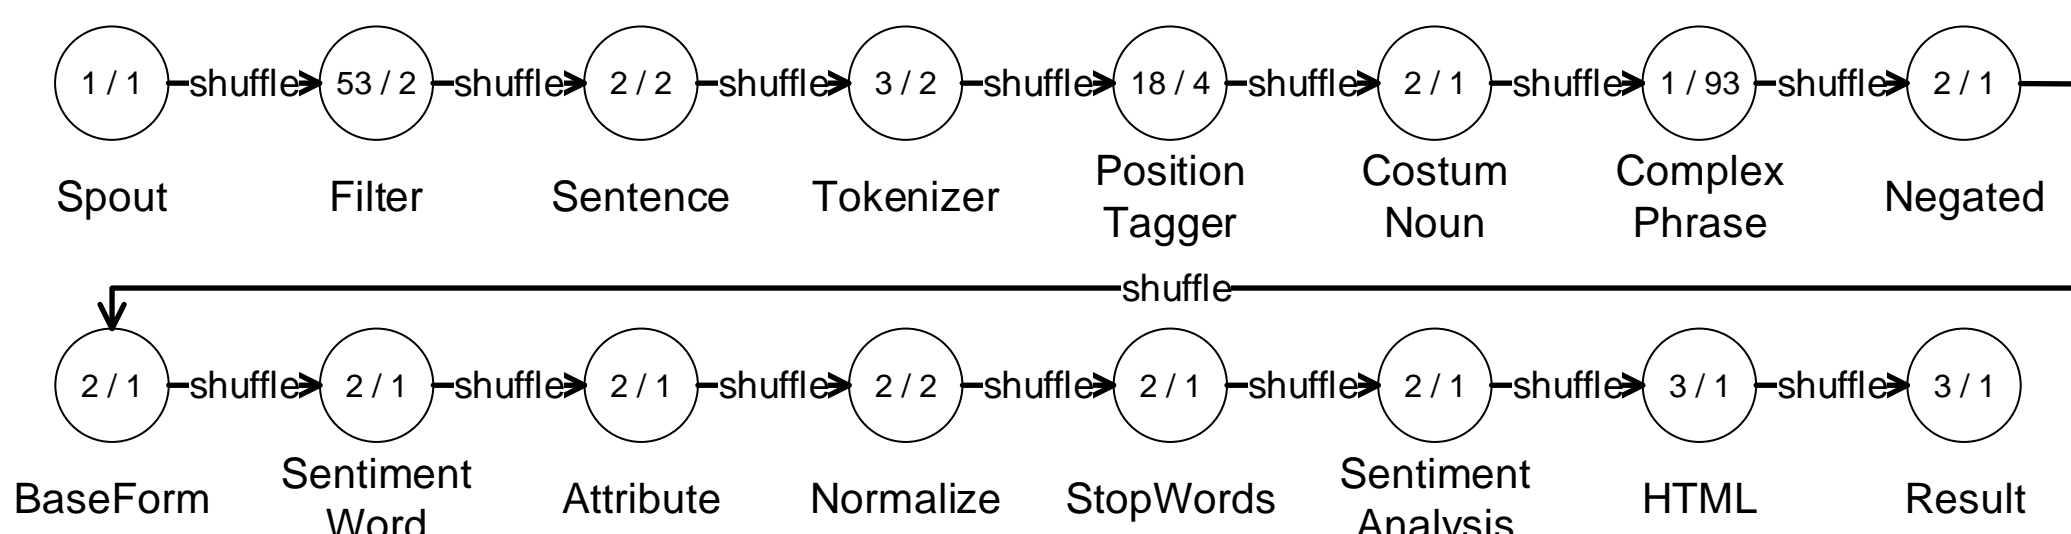 1 / 1 shuffle 53 / 2 shuffle 2 / 2 shuffle 3 / 2 shuffle 18 / 4 shuffle 2 / 1 shuffle 1 / 93 shuffle 2 / 1
Spout Filter Sentence Tokenizer Position Tagger Costum Noun Complex Phrase Negated
shuffle
2 / 1 shuffle 2 / 1 shuffle 2 / 1 shuffle 2 / 2 shuffle 2 / 1 shuffle 2 / 1 shuffle 3 / 1 shuffle 3 / 1
BaseForm Sentiment Word Attribute Normalize StopWords Sentiment Analysis HTML Result